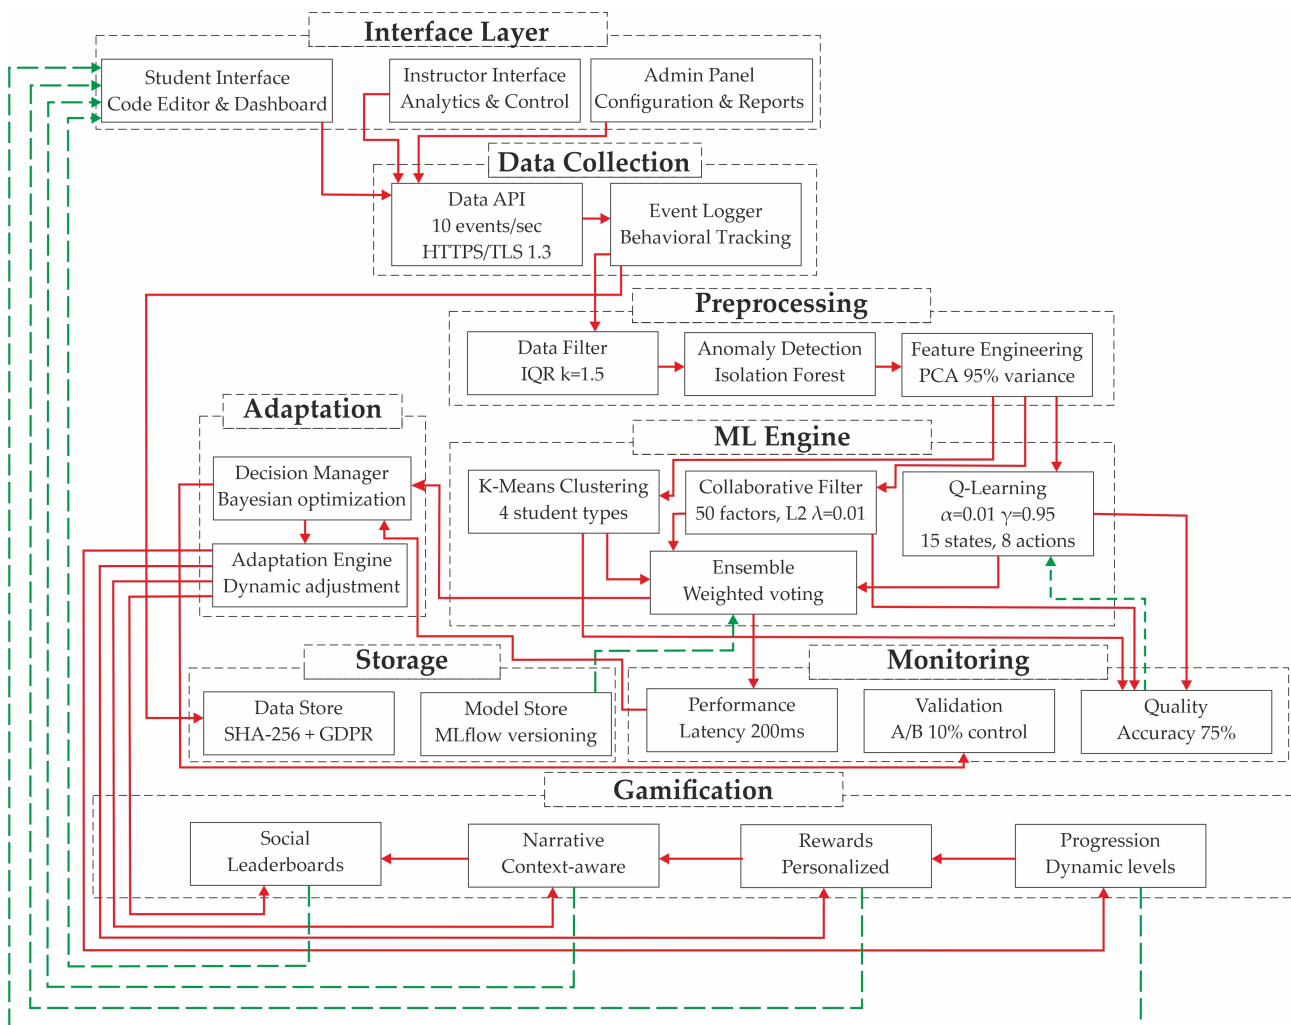 Interface Layer
Student Interface
Code Editor & Dashboard
Instructor Interface
Analytics & Control
Admin Panel
Configuration & Reports
Data Collection
Data API
10 events/sec
HTTPS/TLS 1.3
Event Logger
Behavioral Tracking
Preprocessing
Data Filter
IQR k=1.5
Anomaly Detection
Isolation Forest
Feature Engineering
PCA 95% variance
Adaptation
Decision Manager
Bayesian optimization
Adaptation Engine
Dynamic adjustment
ML Engine
K-Means Clustering
4 student types
Collaborative Filter
50 factors, L2 λ=0.01
Q-Learning
α=0.01 γ=0.95
15 states, 8 actions
Ensemble
Weighted voting
Storage
Data Store
SHA-256 + GDPR
Model Store
MLflow versioning
Monitoring
Performance
Latency 200ms
Validation
A/B 10% control
Quality
Accuracy 75%
Gamification
Social
Leaderboards
Narrative
Context-aware
Rewards
Personalized
Progression
Dynamic levels